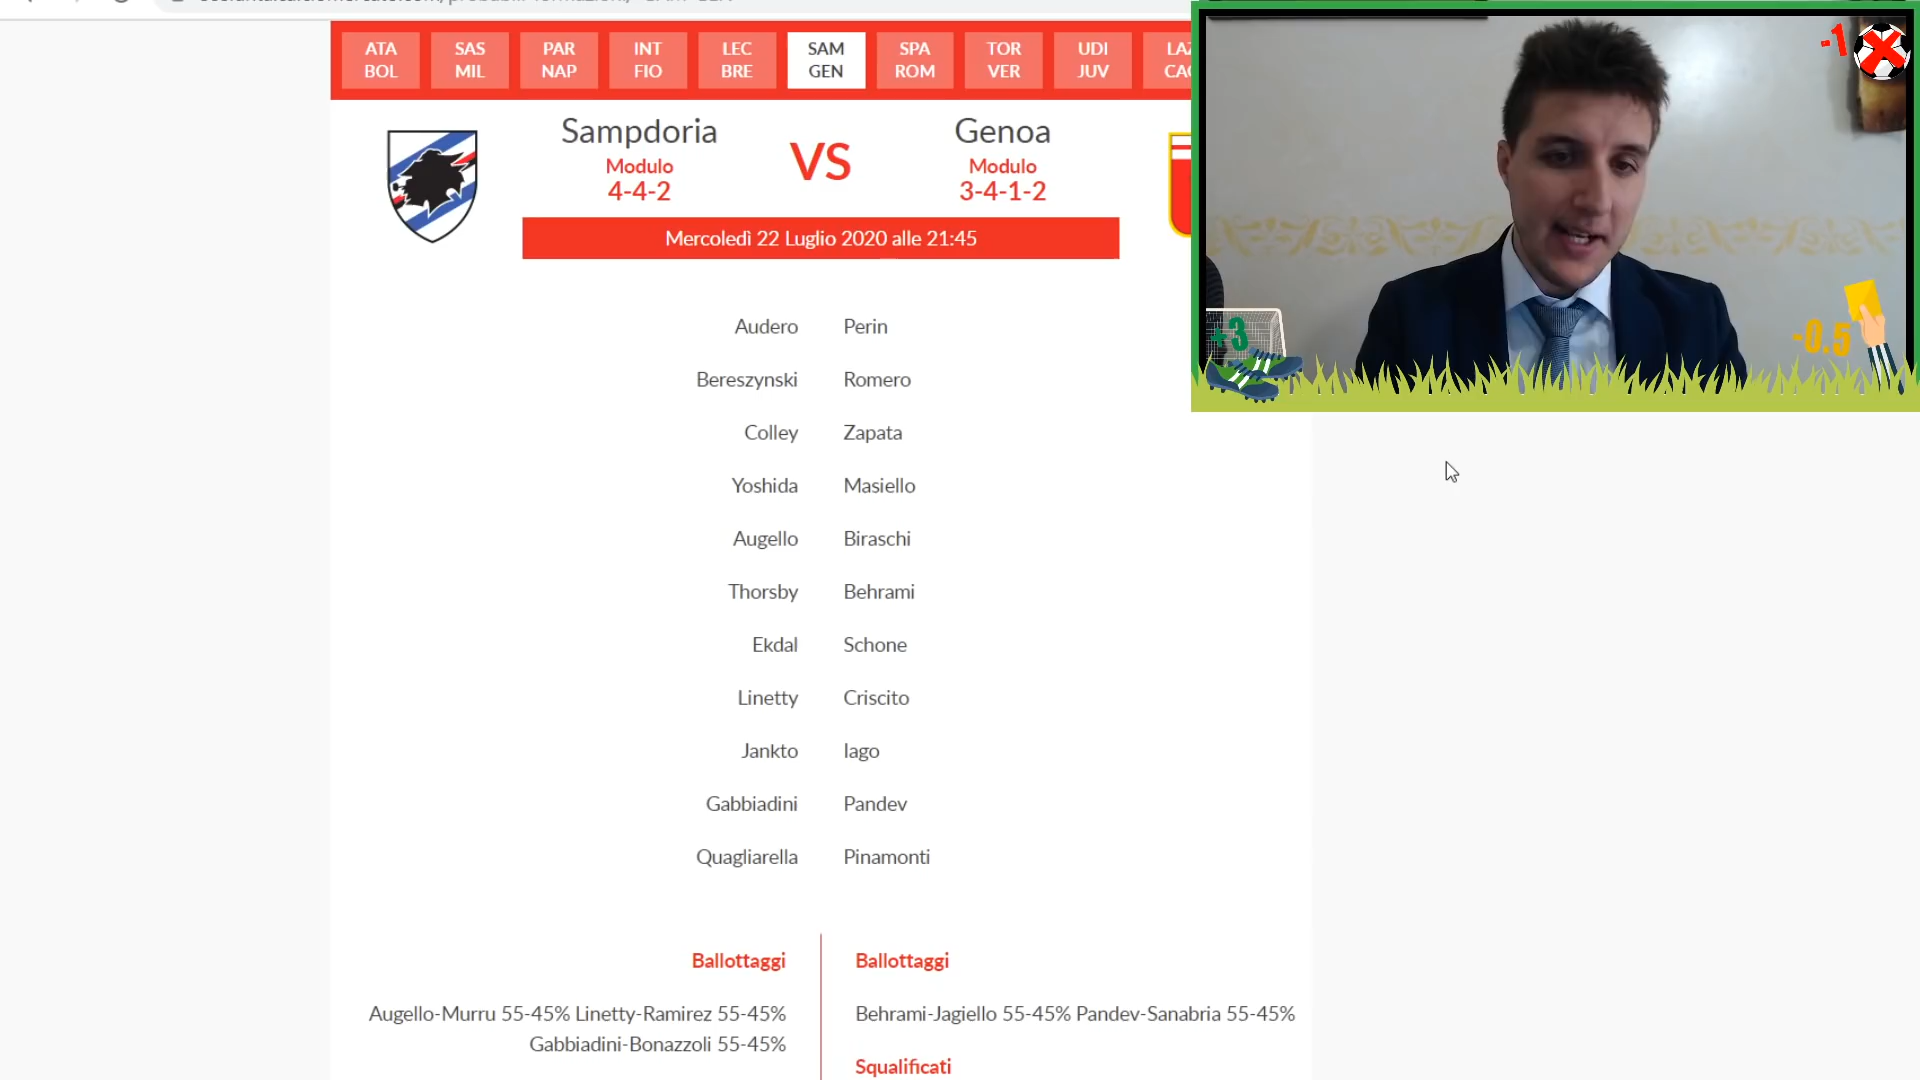 ATA
BOL
SAS
MIL
PAR
NAP
INT
FIO
LEC
BRE
SAM
GEN
SPA
ROM
TOR
VER
UDI
JUV
Sampdoria
Modulo
4-4-2
VS
Genoa
Modulo
3-4-1-2
Mercoledì 22 Luglio 2020 alle 21:45
Audero Perin
Bereszynski Romero
Colley Zapata
Yoshida Masiello
Augello Biraschi
Thorsby Behrami
Ekdal Schone
Linetty Criscito
Jankto Iago
Gabbiadini Pandev
Quagliarella Pinamonti
Ballottaggi
Augello-Murru 55-45% Linetty-Ramirez 55-45%
Gabbiadini-Bonazzoli 55-45%
Ballottaggi
Behrami-Jagiello 55-45% Pandev-Sanabria 55-45%
Squalificati
-1
+3
-0.5